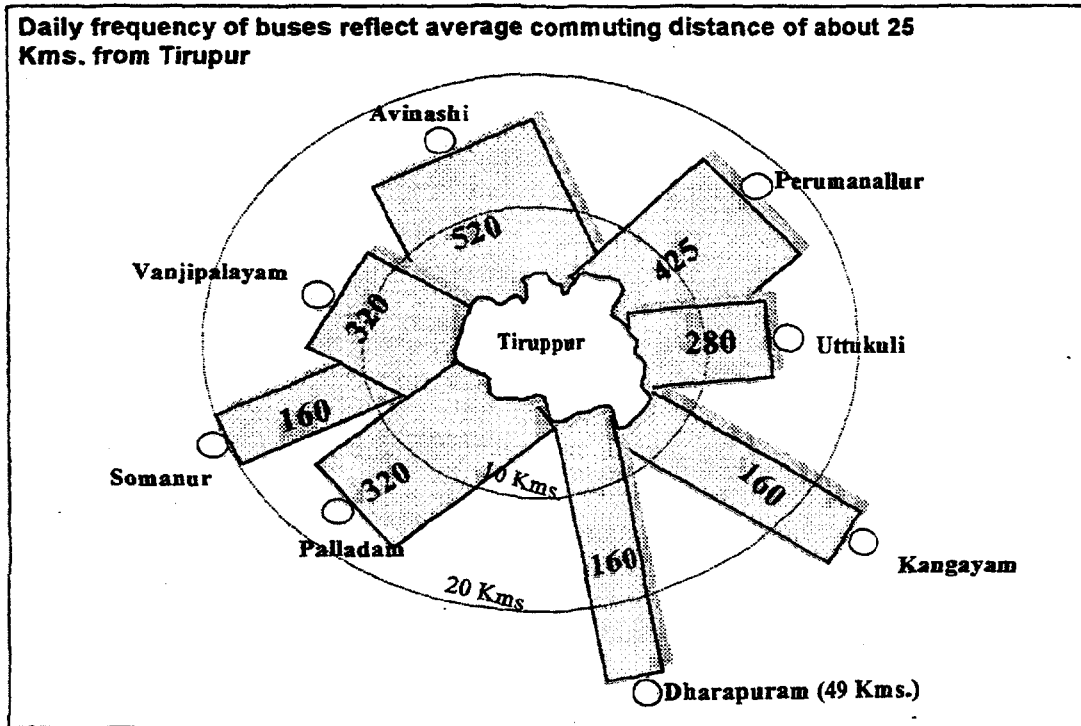 Daily frequency of buses reflect average commuting distance of about 25
Kms. from Tirupur
Avinashi
Perumanallur
520
425
Vanjipalayam
320
Tiruppur
280
Uttukuli
160
Somanur
320
10 Kms
160
Palladam
Kangayam
160
20 Kms
Dharapuram (49 Kms.)